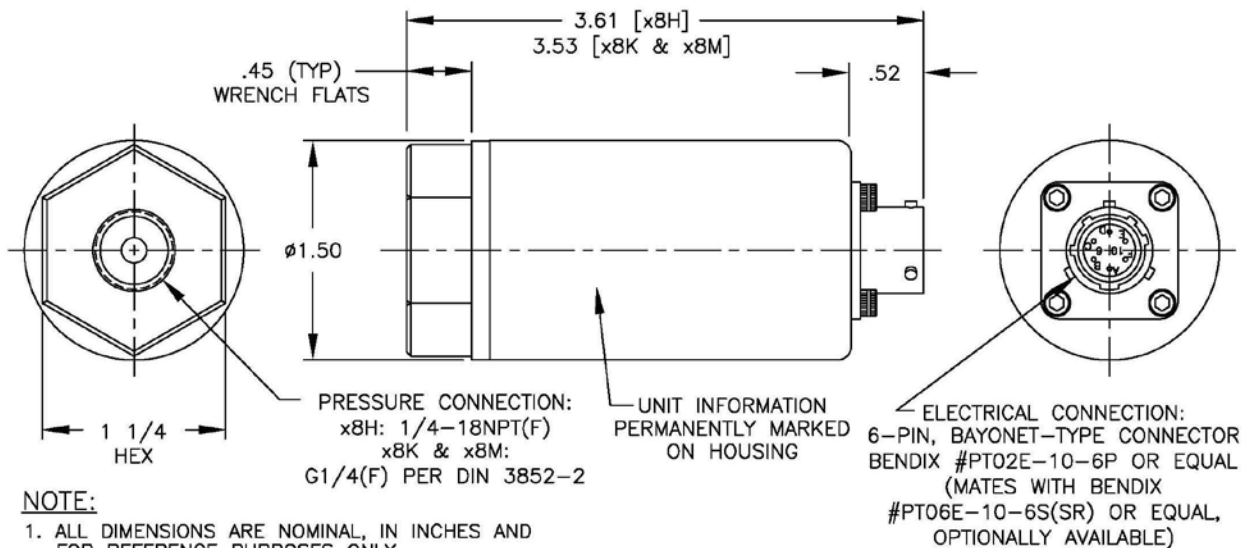 3.61 [x8H]
3.53 [x8K & x8M]
.45 (TYP)
WRENCH FLATS
.52
ø1.50
1 1/4
HEX
PRESSURE CONNECTION:
x8H: 1/4-18NPT(F)
x8K & x8M:
G1/4(F) PER DIN 3852-2
UNIT INFORMATION
PERMANENTLY MARKED
ON HOUSING
ELECTRICAL CONNECTION:
6-PIN, BAYONET-TYPE CONNECTOR
BENDIX #PT02E-10-6P OR EQUAL
(MATES WITH BENDIX
#PT06E-10-6S(SR) OR EQUAL,
OPTIONALLY AVAILABLE)
NOTE:
1. ALL DIMENSIONS ARE NOMINAL, IN INCHES AND
FOR REFERENCE PURPOSES ONLY